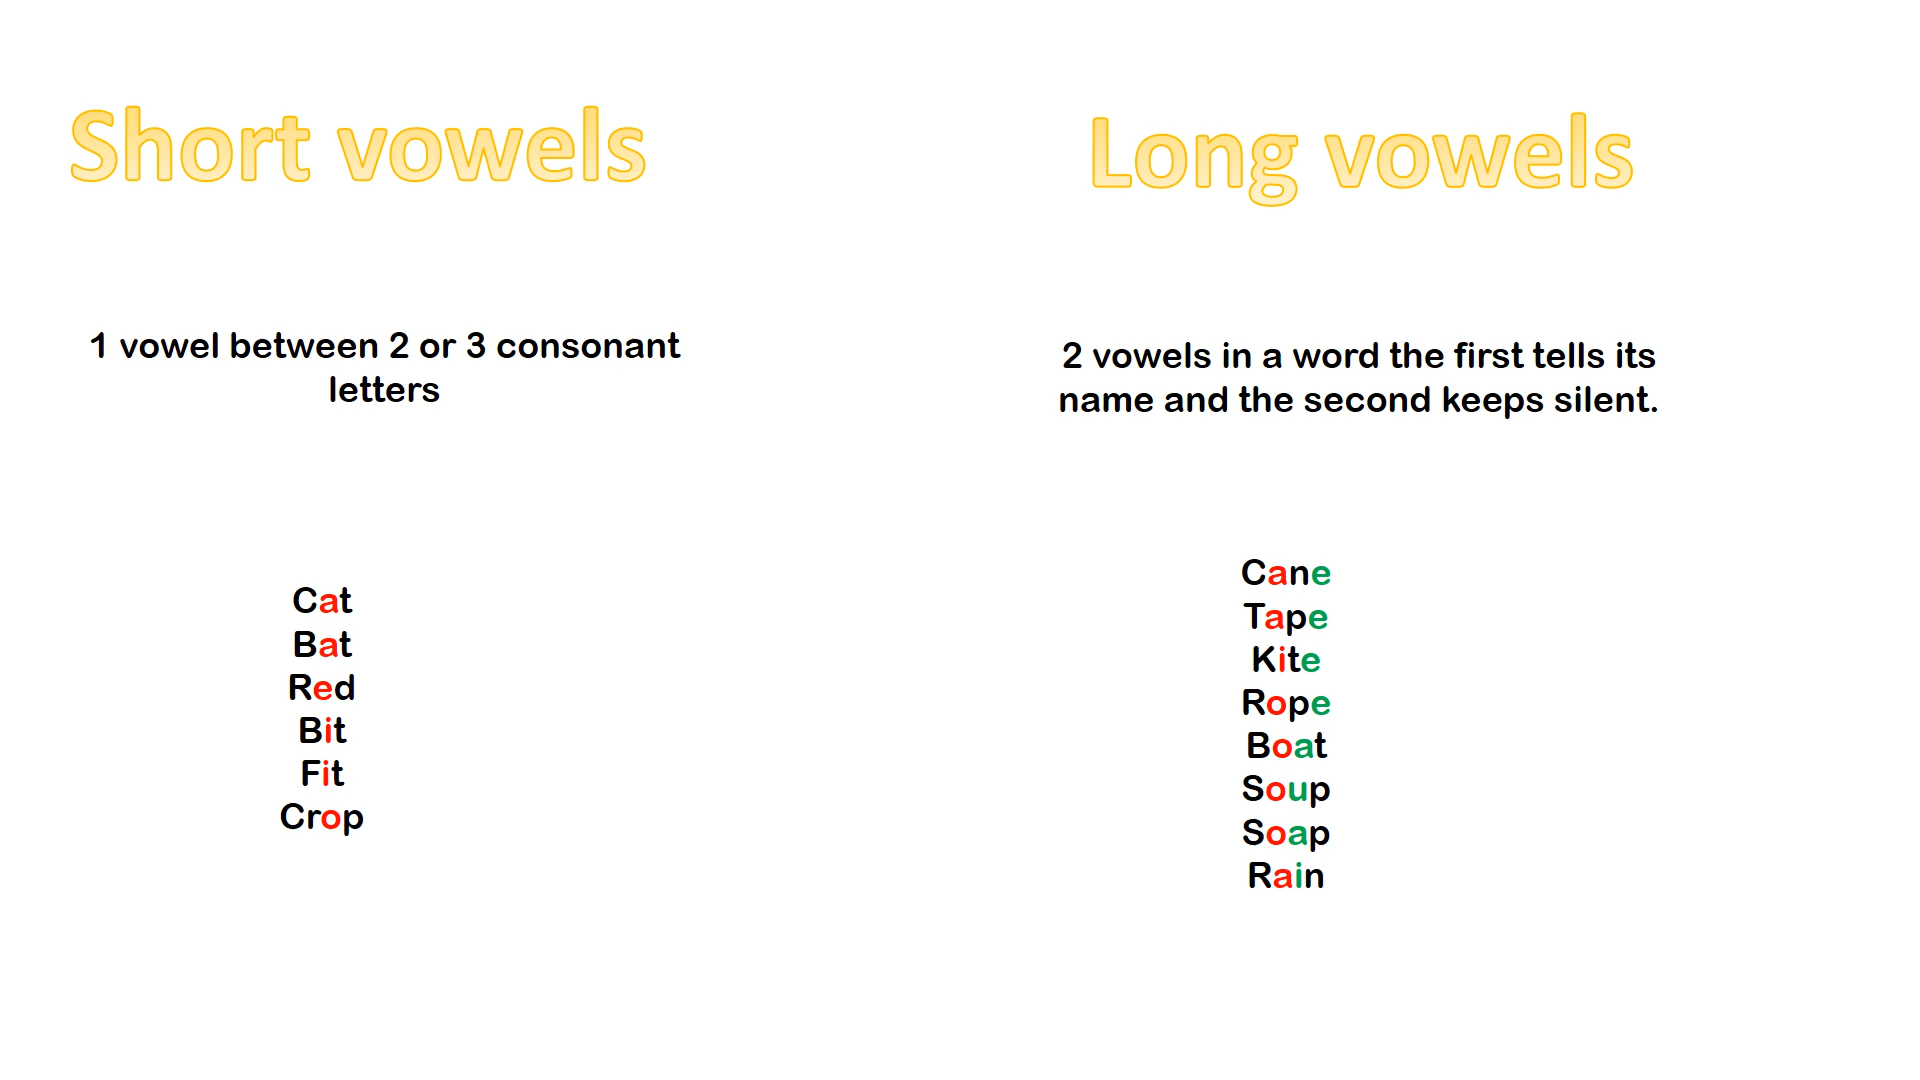 Short vowels
1 vowel between 2 or 3 consonant
letters
Cat
Bat
Red
Bit
Fit
Crop
Long vowels
2 vowels in a word the first tells its
name and the second keeps silent.
Cane
Tape
Kite
Rope
Boat
Soup
Soap
Rain